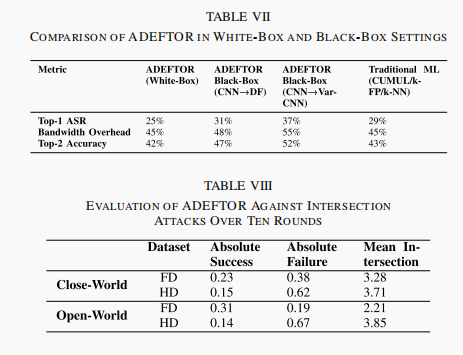 TABLE VII
COMPARISON OF ADEFTOR IN WHITE-BOX AND BLACK-BOX SETTINGS
Metric ADEFTOR ADEFTOR ADEFTOR Traditional ML
(White-Box) Black-Box Black-Box (CUMUL/k-
(CNN→DF) (CNN→Var- FP/k-NN)
CNN)
Top-1 ASR 25% 31% 37% 29%
Bandwidth Overhead 45% 48% 55% 45%
Top-2 Accuracy 42% 47% 52% 43%
TABLE VIII
EVALUATION OF ADEFTOR AGAINST INTERSECTION
ATTACKS OVER TEN ROUNDS
Dataset Absolute Absolute Mean In-
Success Failure tersection
Close-World FD 0.23 0.38 3.28
HD 0.15 0.62 3.71
Open-World FD 0.31 0.19 2.21
HD 0.14 0.67 3.85